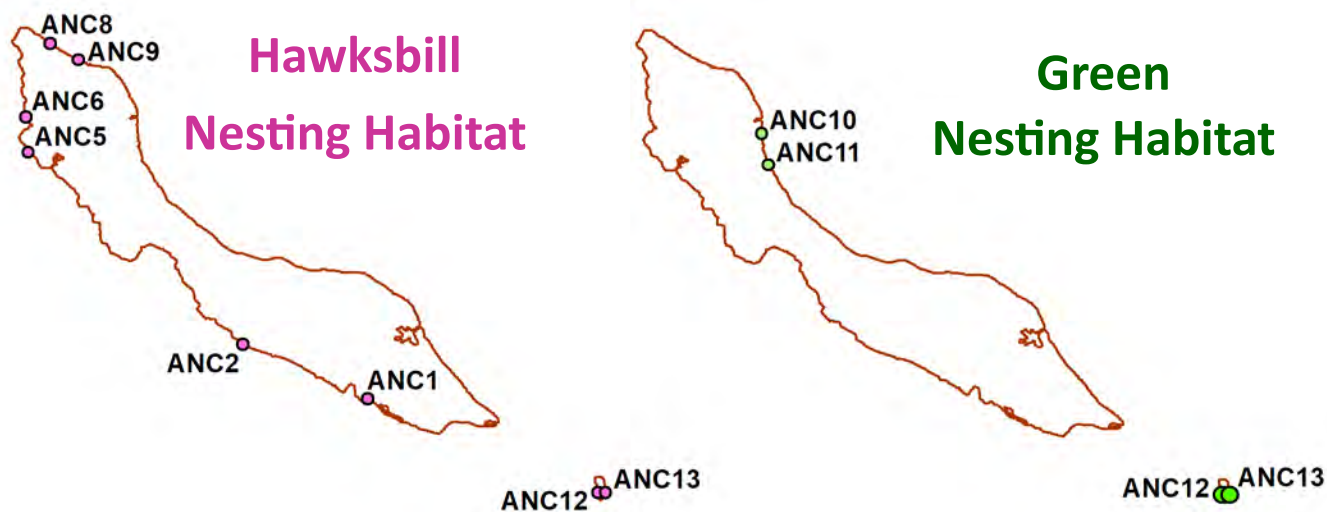 Hawksbill
Nesting Habitat
ANC8
ANC9
ANC6
ANC5
ANC2
ANC1
ANC13
ANC12
Green
Nesting Habitat
ANC10
ANC11
ANC13
ANC12